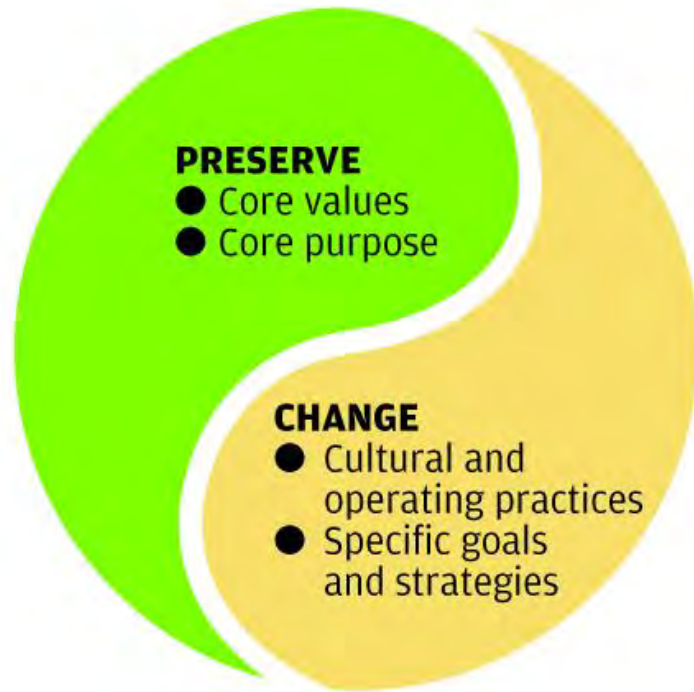 PRESERVE
● Core values
● Core purpose
CHANGE
● Cultural and
operating practices
● Specific goals
and strategies